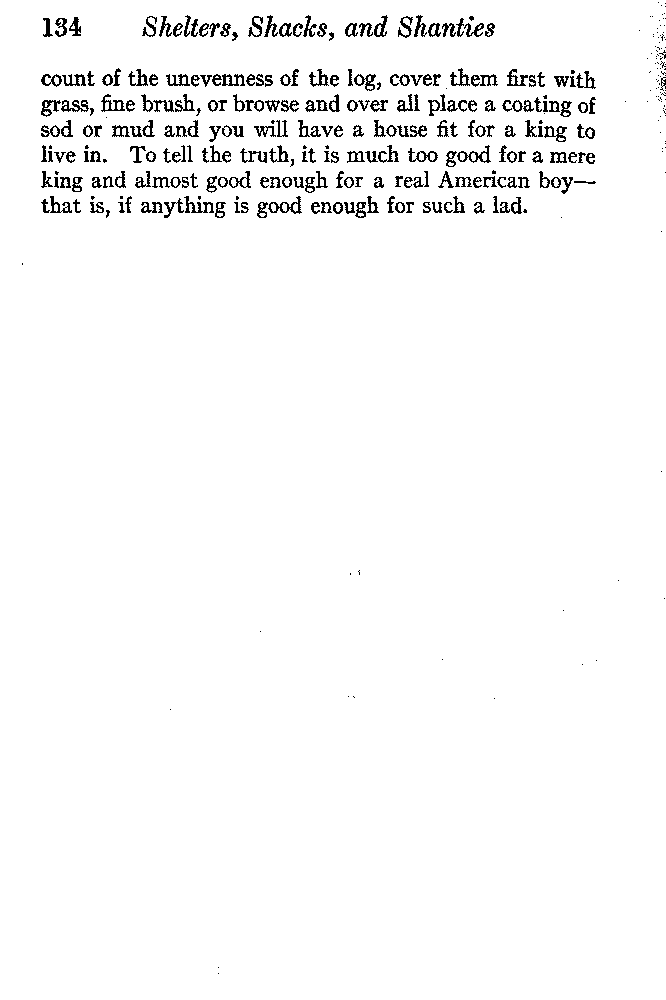 134 Shelters, Shacks, and Shanties
count of the unevenness of the log, cover them first with
grass, fine brush, or browse and over all place a coating of
sod or mud and you will have a house fit for a king to
live in. To tell the truth, it is much too good for a mere
king and almost good enough for a real American boy—
that is, if anything is good enough for such a lad.